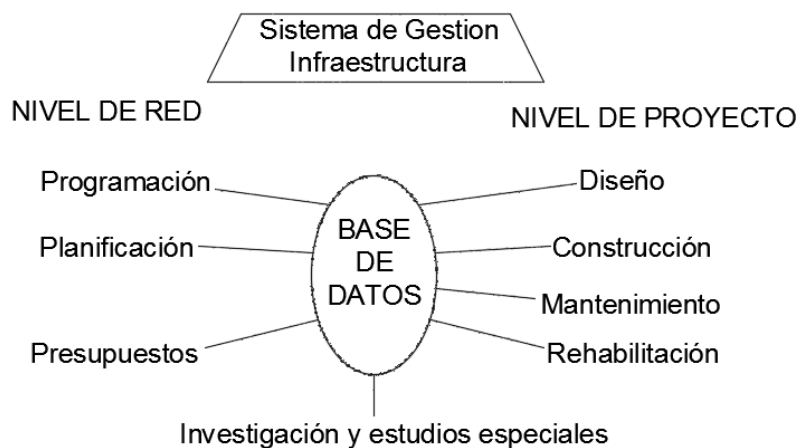 Sistema de Gestion
Infraestructura
NIVEL DE RED
NIVEL DE PROYECTO
Programación
Planificación
Presupuestos
BASE
DE
DATOS
Diseño
Construcción
Mantenimiento
Rehabilitación
Investigación y estudios especiales